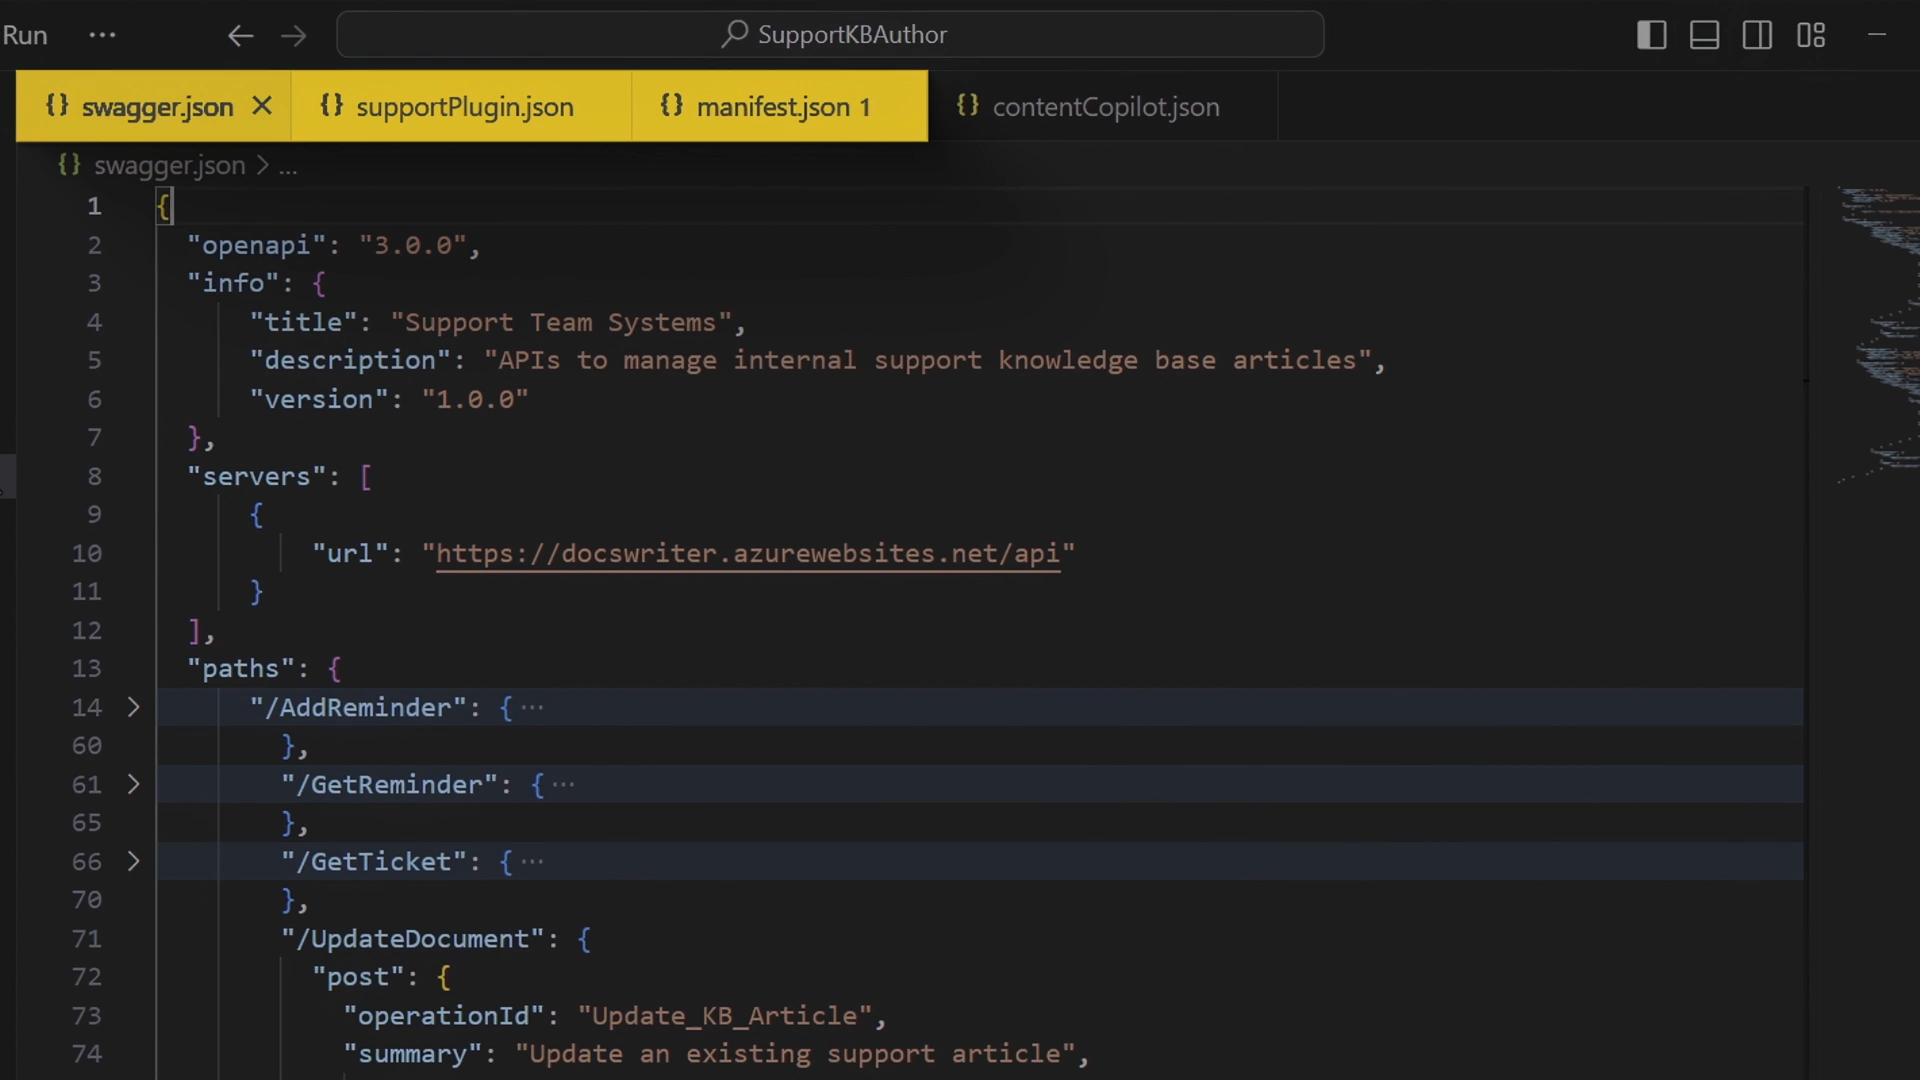 Run ··· SupportKBAuthor
{} swagger.json {} supportPlugin.json {} manifest.json 1 {} contentCopilot.json
{} swagger.json > ...
1 {
2 "openapi": "3.0.0",
3 "info": {
4 "title": "Support Team Systems",
5 "description": "APIs to manage internal support knowledge base articles",
6 "version": "1.0.0"
7 },
8 "servers": [
9 {
10 "url": "https://docswriter.azurewebsites.net/api"
11 }
12 ],
13 "paths": {
14 "/AddReminder": { ···
60 },
61 "/GetReminder": { ···
65 },
66 "/GetTicket": { ···
70 },
71 "/UpdateDocument": {
72 "post": {
73 "operationId": "Update_KB_Article",
74 "summary": "Update an existing support article",